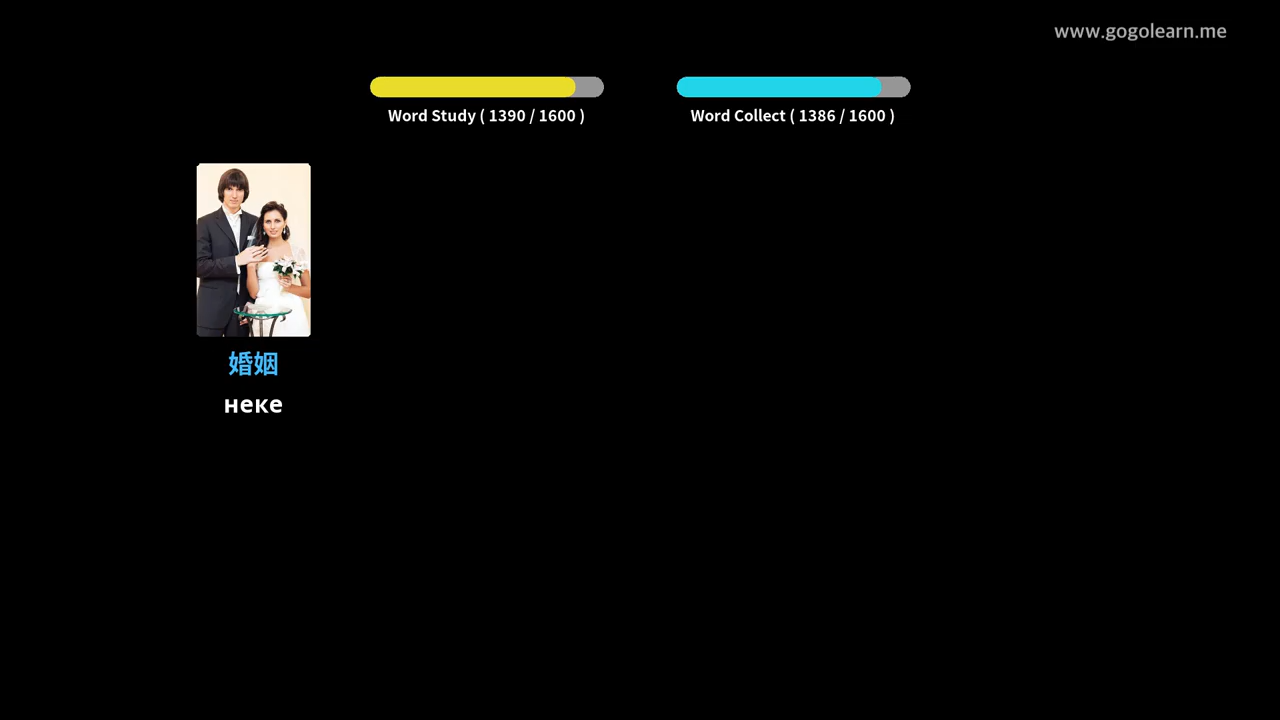 www.gogolearn.me
Word Study ( 1390 / 1600 )
Word Collect ( 1386 / 1600 )
婚姻
неке